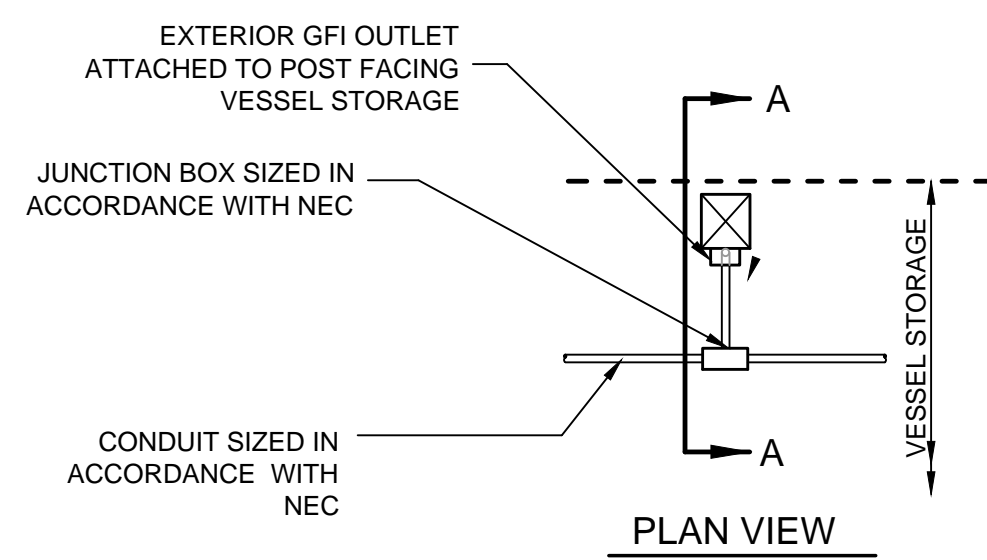 EXTERIOR GFI OUTLET
ATTACHED TO POST FACING
VESSEL STORAGE
A
JUNCTION BOX SIZED IN
ACCORDANCE WITH NEC
VESSEL STORAGE
CONDUIT SIZED IN
ACCORDANCE WITH
NEC
A
PLAN VIEW